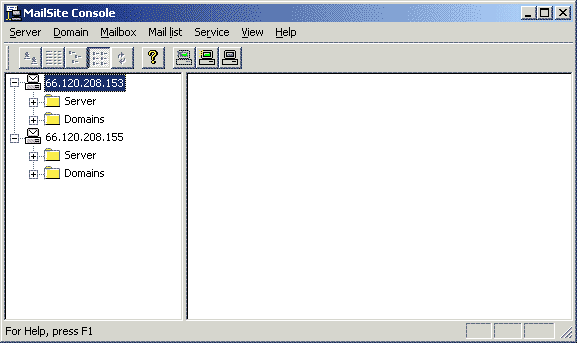 MailSite Console
Server Domain Mailbox Mail list Service View Help
?
66.120.208.153
Server
Domains
66.120.208.155
Server
Domains
For Help, press F1